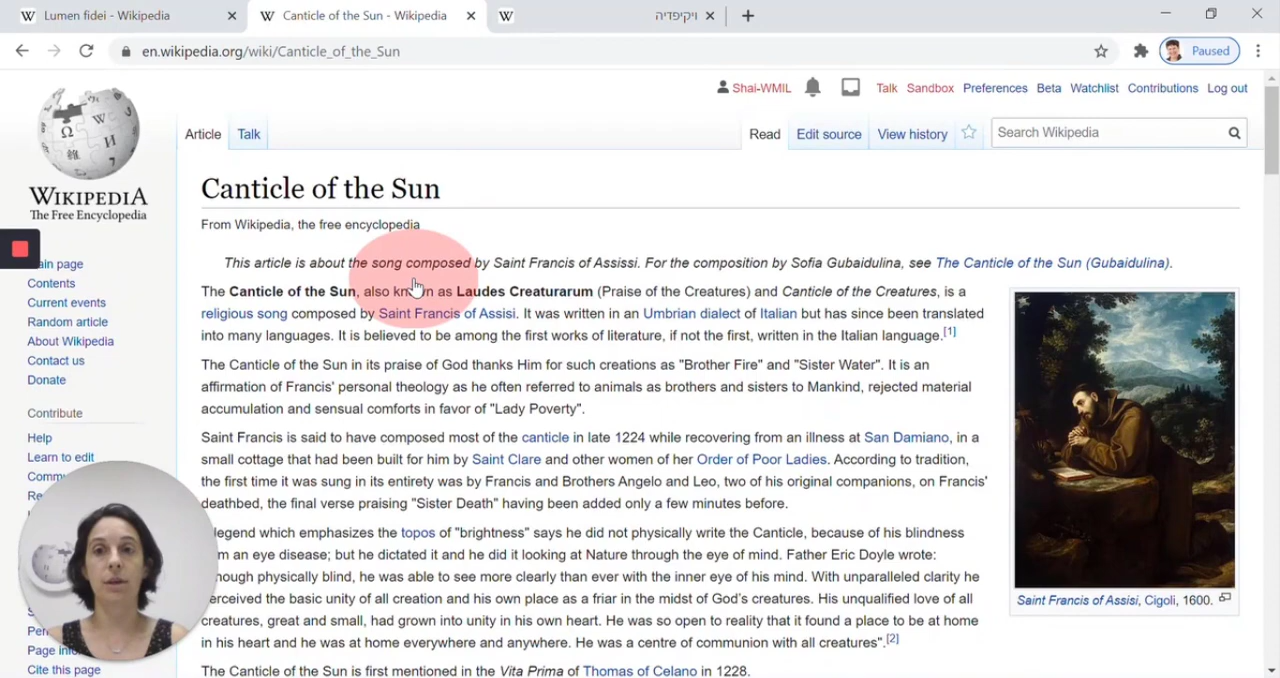 Lumen fidei - Wikipedia
Canticle of the Sun - Wikipedia
ויקיפדיה
en.wikipedia.org/wiki/Canticle_of_the_Sun
Paused
Shai-WMIL
Talk Sandbox Preferences Beta Watchlist Contributions Log out
Article Talk
Read Edit source View history
Search Wikipedia
WIKIPEDIA
The Free Encyclopedia
Main page
Contents
Current events
Random article
About Wikipedia
Contact us
Donate
Contribute
Help
Learn to edit
Cite this page
Canticle of the Sun
From Wikipedia, the free encyclopedia
This article is about the song composed by Saint Francis of Assissi. For the composition by Sofia Gubaidulina, see The Canticle of the Sun (Gubaidulina).
The Canticle of the Sun, also known as Laudes Creaturarum (Praise of the Creatures) and Canticle of the Creatures, is a
religious song composed by Saint Francis of Assisi. It was written in an Umbrian dialect of Italian but has since been translated
into many languages. It is believed to be among the first works of literature, if not the first, written in the Italian language.[1]
The Canticle of the Sun in its praise of God thanks Him for such creations as "Brother Fire" and "Sister Water". It is an
affirmation of Francis' personal theology as he often referred to animals as brothers and sisters to Mankind, rejected material
accumulation and sensual comforts in favor of "Lady Poverty".
Saint Francis is said to have composed most of the canticle in late 1224 while recovering from an illness at San Damiano, in a
small cottage that had been built for him by Saint Clare and other women of her Order of Poor Ladies. According to tradition,
the first time it was sung in its entirety was by Francis and Brothers Angelo and Leo, two of his original companions, on Francis'
deathbed, the final verse praising "Sister Death" having been added only a few minutes before.
legend which emphasizes the topos of "brightness" says he did not physically write the Canticle, because of his blindness
an eye disease; but he dictated it and he did it looking at Nature through the eye of mind. Father Eric Doyle wrote:
physically blind, he was able to see more clearly than ever with the inner eye of his mind. With unparalleled clarity he
perceived the basic unity of all creation and his own place as a friar in the midst of God's creatures. His unqualified love of all
creatures, great and small, had grown into unity in his own heart. He was so open to reality that it found a place to be at home
in his heart and he was at home everywhere and anywhere. He was a centre of communion with all creatures".[2]
The Canticle of the Sun is first mentioned in the Vita Prima of Thomas of Celano in 1228.
Saint Francis of Assisi, Cigoli, 1600.